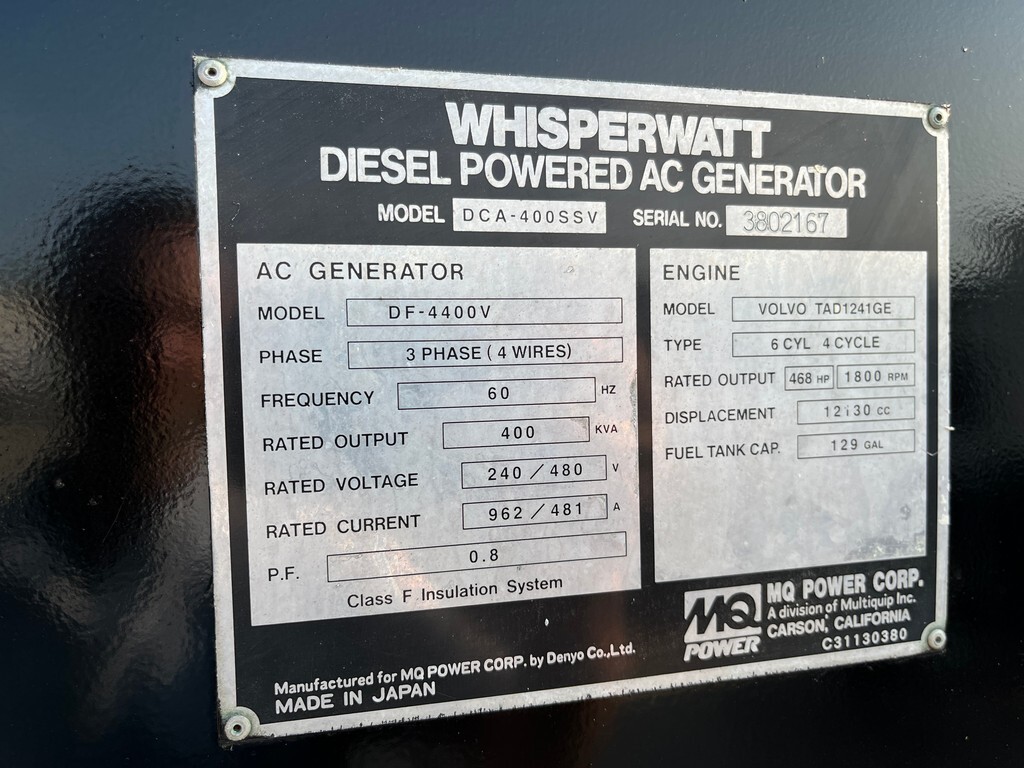 WHISPERWATT
DIESEL POWERED AC GENERATOR
MODEL DCA-400SSV SERIAL NO. 3802167
AC GENERATOR
MODEL DF-4400V
PHASE 3 PHASE (4 WIRES)
FREQUENCY 60 HZ
RATED OUTPUT 400 KVA
RATED VOLTAGE 240/480 V
RATED CURRENT 962/481 A
P.F. 0.8
Class F Insulation System
ENGINE
MODEL VOLVO TAD1241GE
TYPE 6 CYL 4 CYCLE
RATED OUTPUT 468 HP 1800 RPM
DISPLACEMENT 12130 CC
FUEL TANK CAP. 129 GAL
MQ POWER
MQ POWER CORP.
A division of Multiquip Inc.
CARSON, CALIFORNIA
C31130380
Manufactured for MQ POWER CORP. by Denyo Co., Ltd.
MADE IN JAPAN